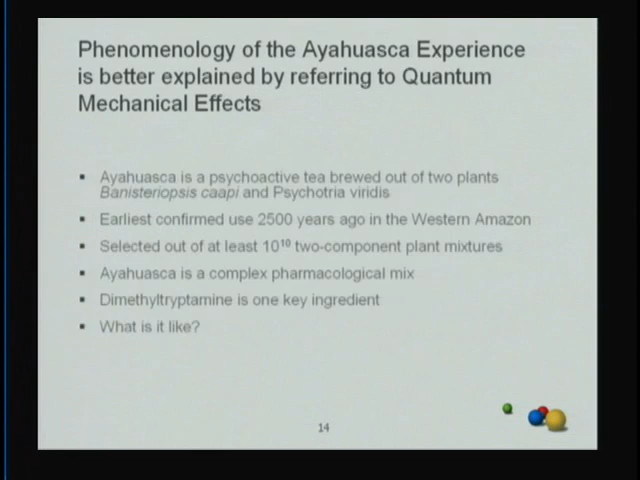 Phenomenology of the Ayahuasca Experience
is better explained by referring to Quantum
Mechanical Effects
▪ Ayahuasca is a psychoactive tea brewed out of two plants
Banisteriopsis caapi and Psychotria viridis
▪ Earliest confirmed use 2500 years ago in the Western Amazon
▪ Selected out of at least 10¹⁰ two-component plant mixtures
▪ Ayahuasca is a complex pharmacological mix
▪ Dimethyltryptamine is one key ingredient
▪ What is it like?
14